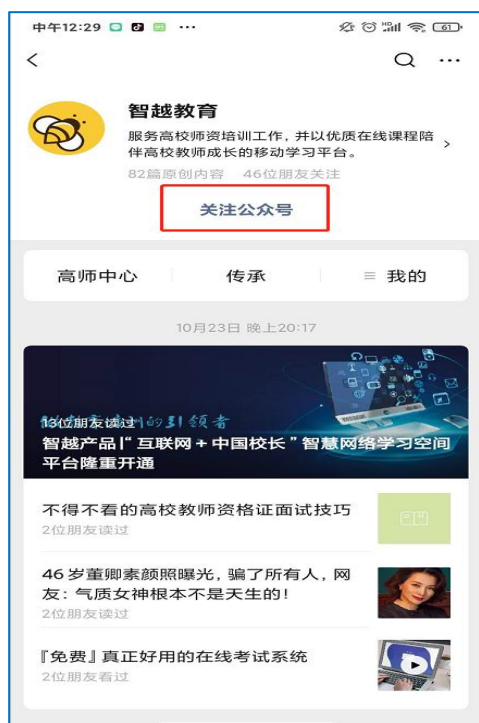 中午12:29
61
智越教育
服务高校师资培训工作，并以优质在线课程陪
伴高校教师成长的移动学习平台。
82篇原创内容 46位朋友关注
关注公众号
高师中心 传承 我的
10月23日 晚上20:17
的引领者
13位朋友读过
智越产品|“互联网+中国校长”智慧网络学习空间
平台隆重开通
不得不看的高校教师资格证面试技巧
2位朋友读过
46岁董卿素颜照曝光，骗了所有人，网
友：气质女神根本不是天生的！
2位朋友读过
『免费』真正好用的在线考试系统
2位朋友看过